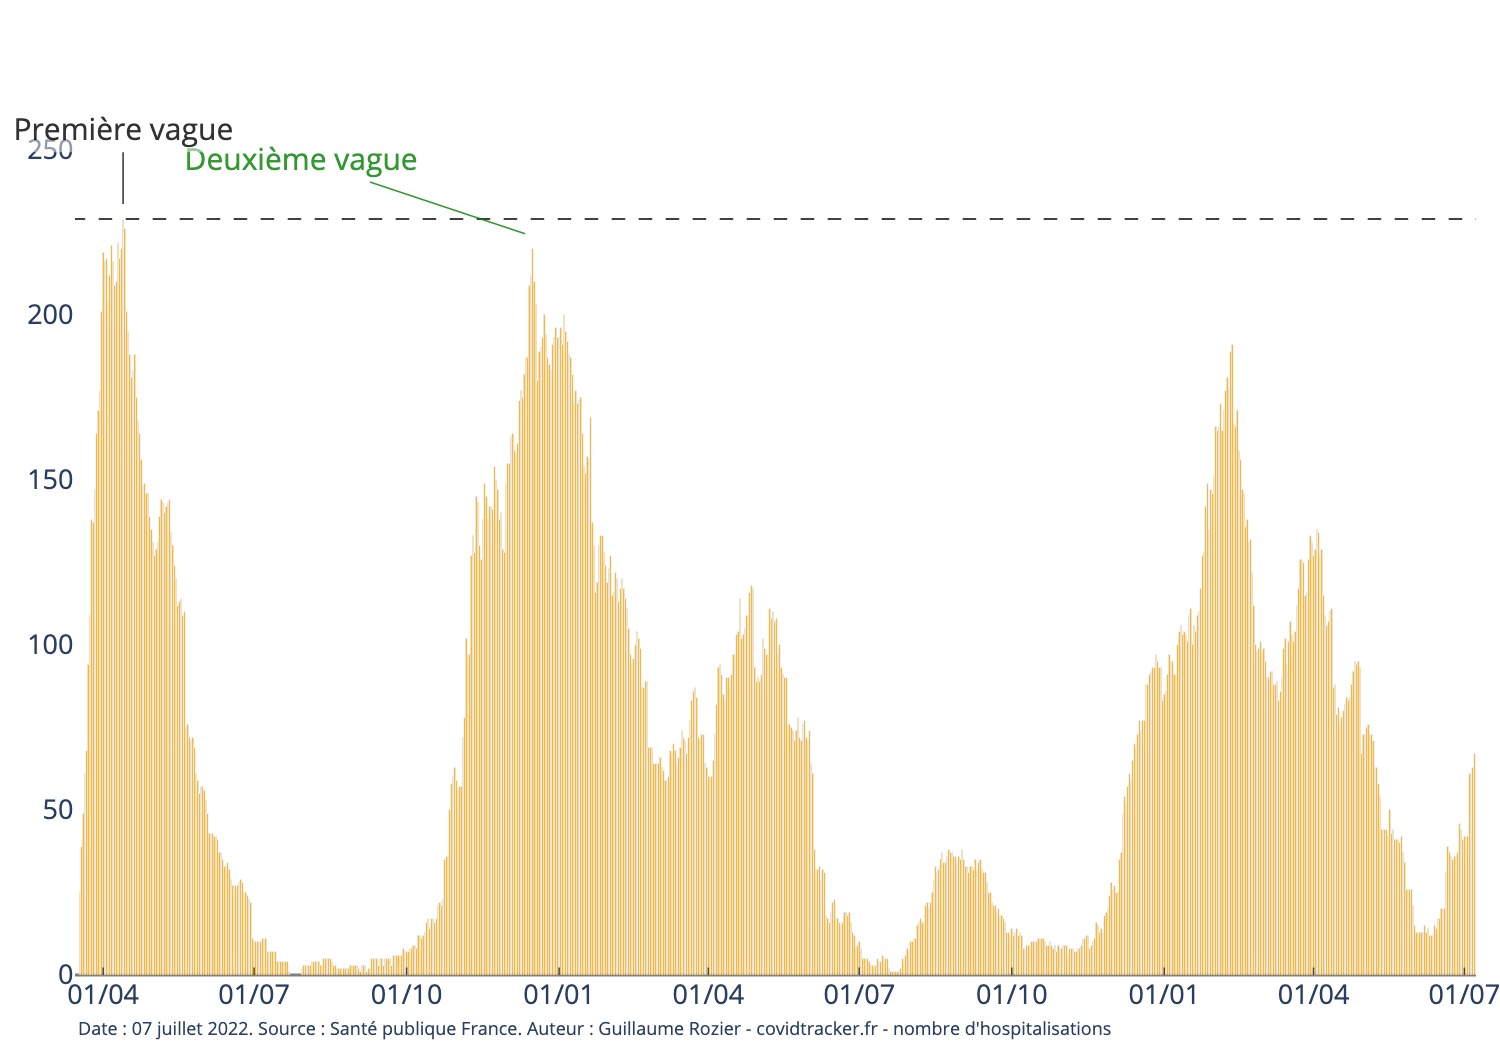 Première vague
250
Deuxième vague
200
150
100
50
0
01/04 01/07 01/10 01/01 01/04 01/07 01/10 01/01 01/04 01/07
Date : 07 juillet 2022. Source : Santé publique France. Auteur : Guillaume Rozier - covidtracker.fr - nombre d'hospitalisations